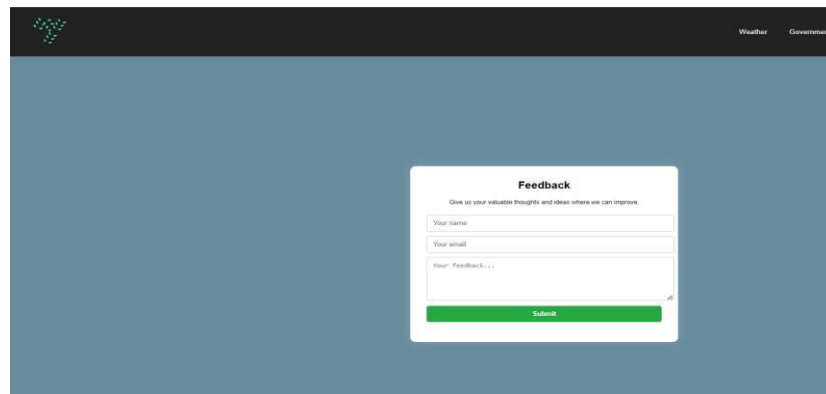 Weather Governmen
Feedback
Give us your valuable thoughts and ideas where we can improve.
Your name
Your email
Your feedback...
Submit